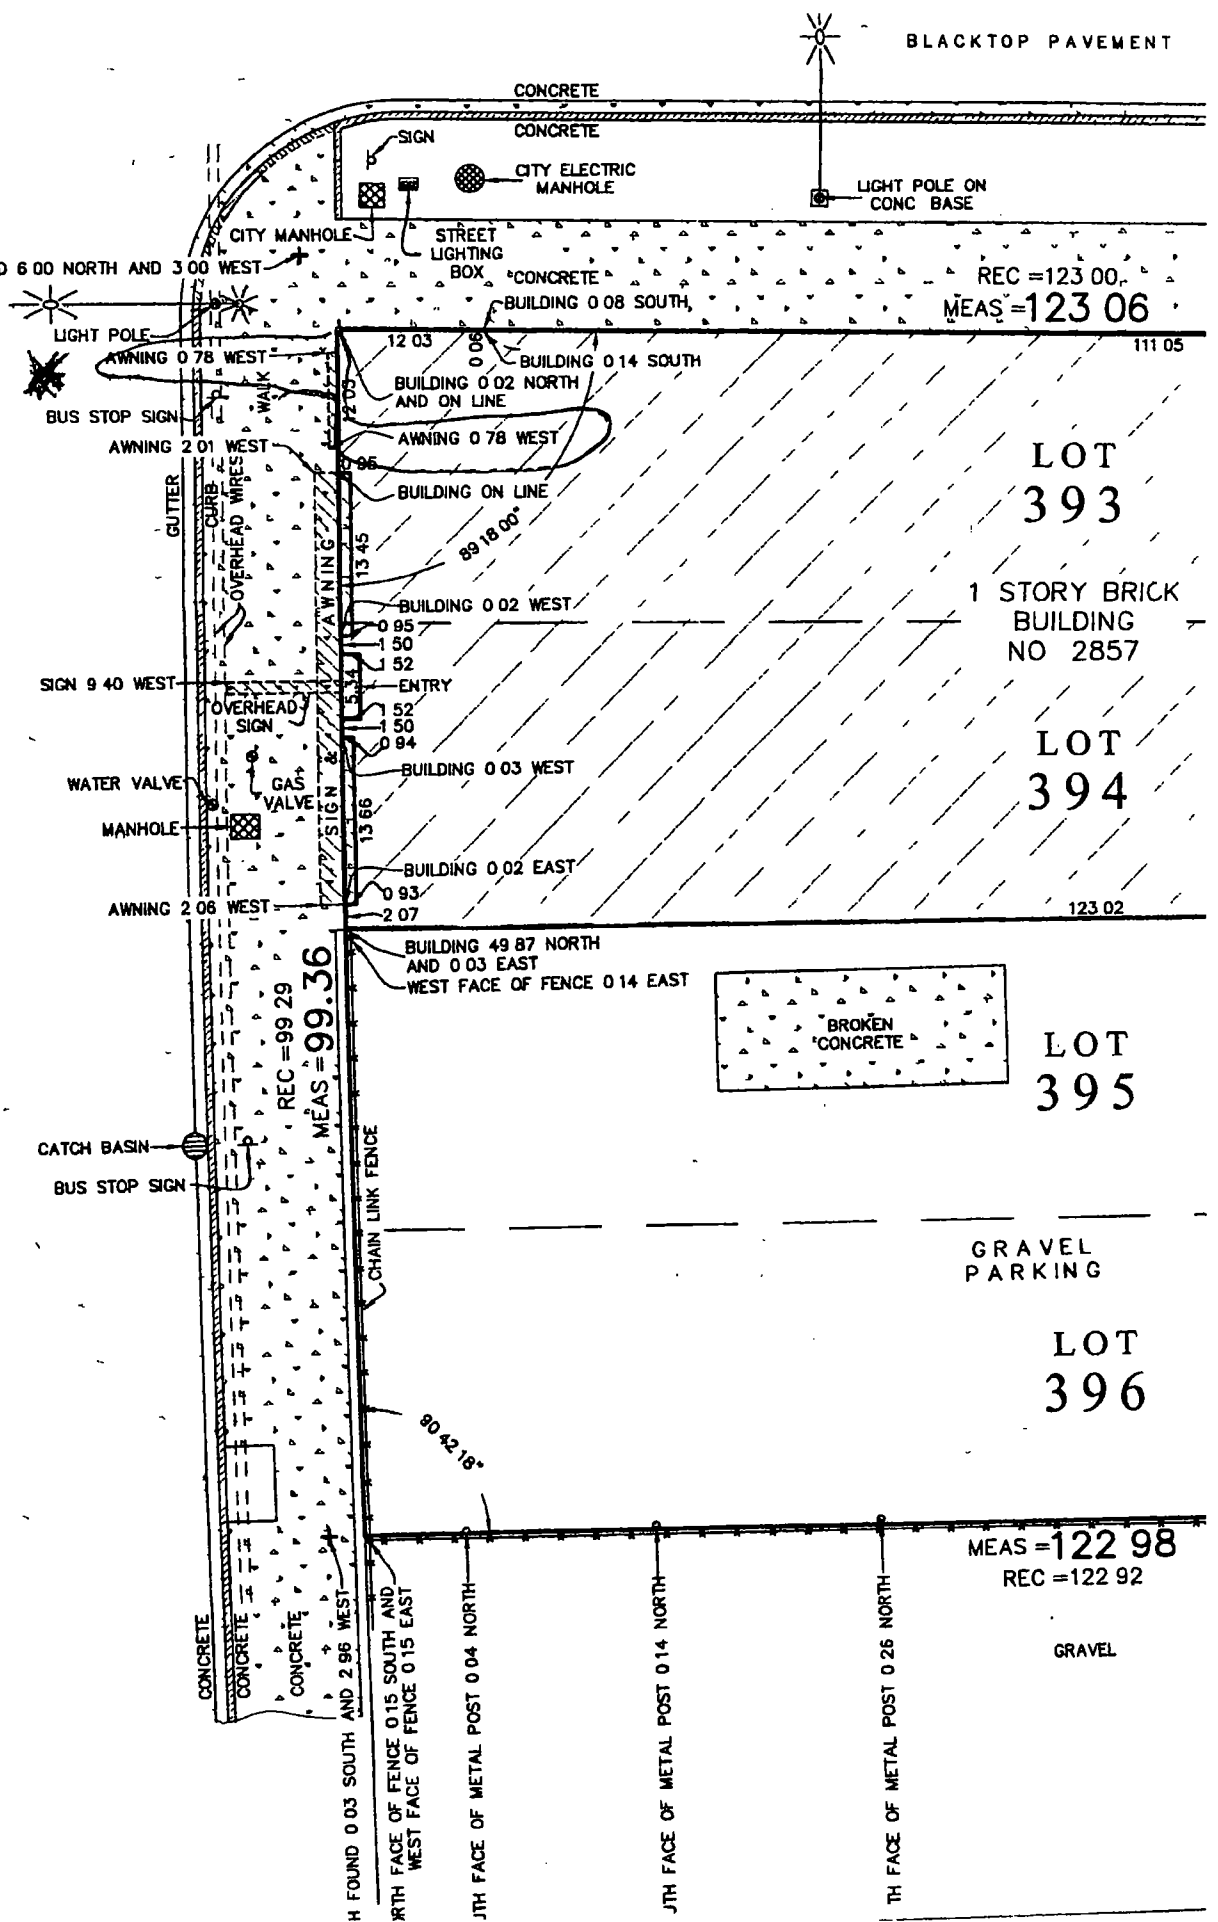 BLACKTOP PAVEMENT
CONCRETE
CONCRETE
SIGN
CITY ELECTRIC
MANHOLE
LIGHT POLE ON
CONC BASE
CITY MANHOLE
STREET
LIGHTING
BOX
6 00 NORTH AND 3 00 WEST
CONCRETE
REC =123 00
MEAS =123 06
BUILDING 0 08 SOUTH
LIGHT POLE
12 03
0 06
111 05
AWNING 0 78 WEST
BUILDING 0 14 SOUTH
BUILDING 0 02 NORTH
AND ON LINE
WALK
12 03
BUS STOP SIGN
AWNING 0 78 WEST
AWNING 2 01 WEST
0 95
LOT
393
BUILDING ON LINE
GUTTER
CURB
OVERHEAD WIRES
89 18 00"
13 45
SIGN & AWNING
BUILDING 0 02 WEST
1 STORY BRICK
BUILDING
NO 2857
0 95
1 50
1 52
SIGN 9 40 WEST
5.34
ENTRY
OVERHEAD
SIGN
1 52
1 50
0 94
LOT
394
BUILDING 0 03 WEST
WATER VALVE
GAS
VALVE
MANHOLE
13 66
BUILDING 0 02 EAST
0 93
AWNING 2 06 WEST
2 07
123 02
BUILDING 49 87 NORTH
AND 0 03 EAST
WEST FACE OF FENCE 0 14 EAST
REC =99 29
MEAS =99.36
BROKEN
CONCRETE
LOT
395
CATCH BASIN
BUS STOP SIGN
CHAIN LINK FENCE
GRAVEL
PARKING
LOT
396
90 42 18"
MEAS =122 98
REC =122 92
GRAVEL
CONCRETE
CONCRETE
CONCRETE
H FOUND 0 03 SOUTH AND 2 96 WEST
RTH FACE OF FENCE 0 15 SOUTH AND
WEST FACE OF FENCE 0 15 EAST
UTH FACE OF METAL POST 0 04 NORTH
UTH FACE OF METAL POST 0 14 NORTH
TH FACE OF METAL POST 0 26 NORTH